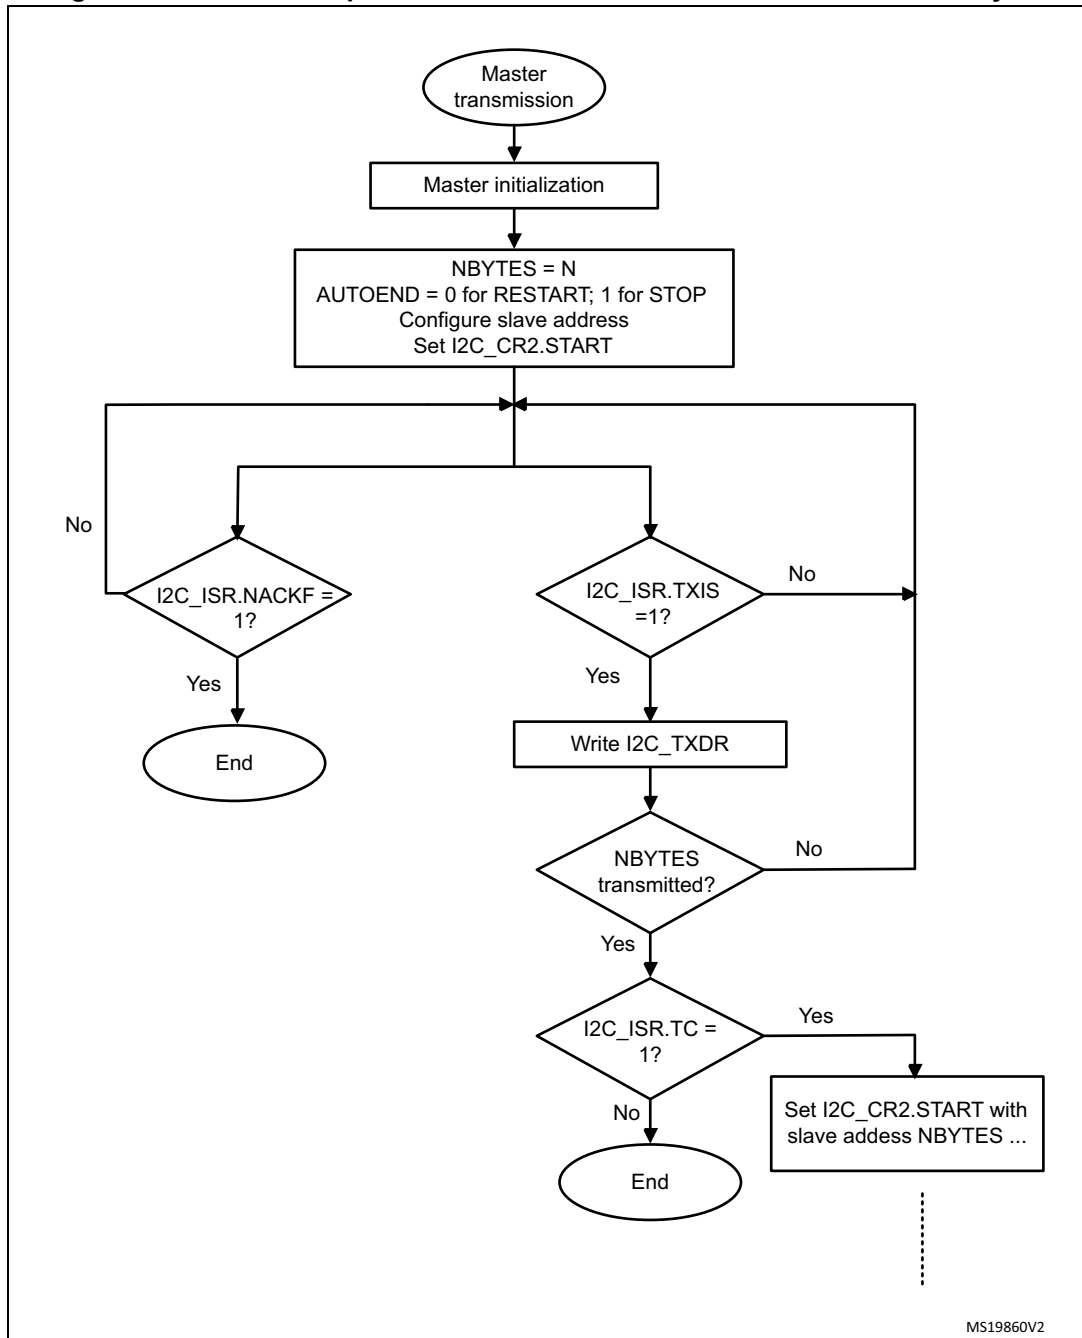 Master
transmission
Master initialization
NBYTES = N
AUTOEND = 0 for RESTART; 1 for STOP
Configure slave address
Set I2C_CR2.START
No
I2C_ISR.NACKF =
1?
Yes
End
I2C_ISR.TXIS
=1?
No
Yes
Write I2C_TXDR
NBYTES
transmitted?
No
Yes
I2C_ISR.TC =
1?
Yes
No
Set I2C_CR2.START with
slave addess NBYTES ...
End
MS19860V2